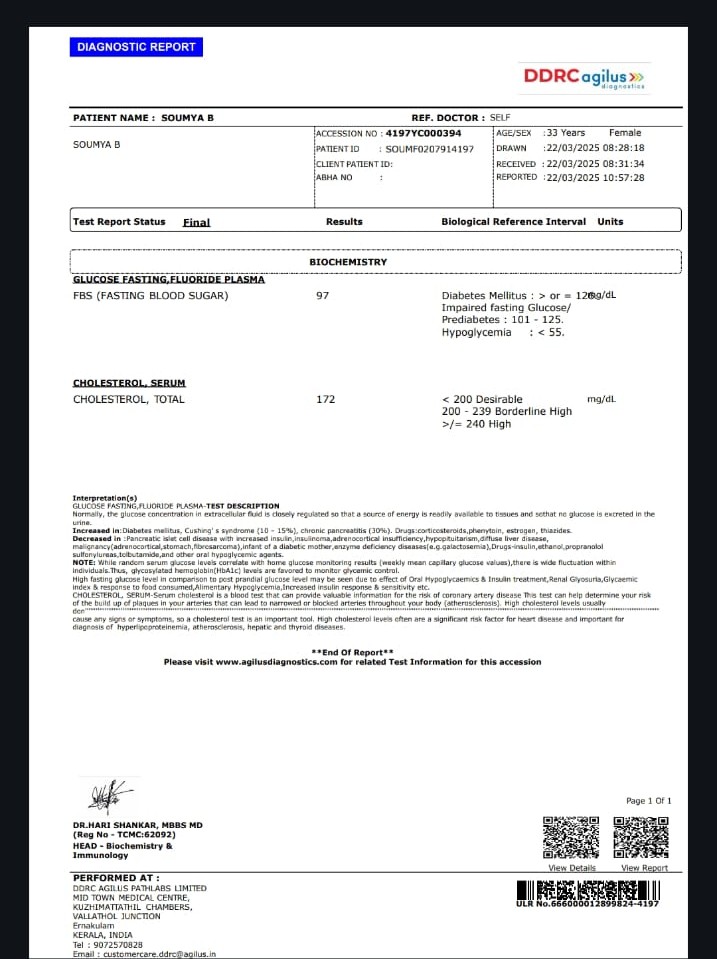 DIAGNOSTIC REPORT
DDRC agilus
diagnostics
PATIENT NAME : SOUMYA B REF. DOCTOR : SELF
SOUMYA B
ACCESSION NO : 4197YC000394
PATIENT ID : SOUMF0207914197
CLIENT PATIENT ID:
ABHA NO :
AGE/SEX :33 Years Female
DRAWN :22/03/2025 08:28:18
RECEIVED :22/03/2025 08:31:34
REPORTED :22/03/2025 10:57:28
Test Report Status Final Results Biological Reference Interval Units
BIOCHEMISTRY
GLUCOSE FASTING,FLUORIDE PLASMA
FBS (FASTING BLOOD SUGAR) 97 Diabetes Mellitus : > or = 126. mg/dL
Impaired fasting Glucose/
Prediabetes : 101 - 125.
Hypoglycemia : < 55.
CHOLESTEROL, SERUM
CHOLESTEROL, TOTAL 172 < 200 Desirable mg/dL
200 - 239 Borderline High
>/= 240 High
Interpretation(s)
GLUCOSE FASTING,FLUORIDE PLASMA-TEST DESCRIPTION
Normally, the glucose concentration in extracellular fluid is closely regulated so that a source of energy is readily available to tissues and sothat no glucose is excreted in the
urine.
Increased in:Diabetes mellitus, Cushing' s syndrome (10 – 15%), chronic pancreatitis (30%). Drugs:corticosteroids,phenytoin, estrogen, thiazides.
Decreased in :Pancreatic islet cell disease with increased insulin,insulinoma,adrenocortical insufficiency,hypopituitarism,diffuse liver disease,
malignancy(adrenocortical,stomach,fibrosarcoma),infant of a diabetic mother,enzyme deficiency diseases(e.g.galactosemia),Drugs-insulin,ethanol,propranolol
sulfonylureas,tolbutamide,and other oral hypoglycemic agents.
NOTE: While random serum glucose levels correlate with home glucose monitoring results (weekly mean capillary glucose values),there is wide fluctuation within
individuals.Thus, glycosylated hemoglobin(HbA1c) levels are favored to monitor glycemic control.
High fasting glucose level in comparison to post prandial glucose level may be seen due to effect of Oral Hypoglycaemics & Insulin treatment,Renal Glyosuria,Glycaemic
index & response to food consumed,Alimentary Hypoglycemia,Increased insulin response & sensitivity etc.
CHOLESTEROL, SERUM-Serum cholesterol is a blood test that can provide valuable information for the risk of coronary artery disease This test can help determine your risk
of the build up of plaques in your arteries that can lead to narrowed or blocked arteries throughout your body (atherosclerosis). High cholesterol levels usually
don
cause any signs or symptoms, so a cholesterol test is an important tool. High cholesterol levels often are a significant risk factor for heart disease and important for
diagnosis of hyperlipoproteinemia, atherosclerosis, hepatic and thyroid diseases.
**End Of Report**
Please visit www.agilusdiagnostics.com for related Test Information for this accession
Page 1 Of 1
DR.HARI SHANKAR, MBBS MD
(Reg No - TCMC:62092)
HEAD - Biochemistry &
Immunology
View Details View Report
PERFORMED AT :
DDRC AGILUS PATHLABS LIMITED
MID TOWN MEDICAL CENTRE,
KUZHIMATTATHIL CHAMBERS,
VALLATHOL JUNCTION
Ernakulam
KERALA, INDIA
Tel : 9072570828
Email : customercare.ddrc@agilus.in
ULR No.666000012899824-4197